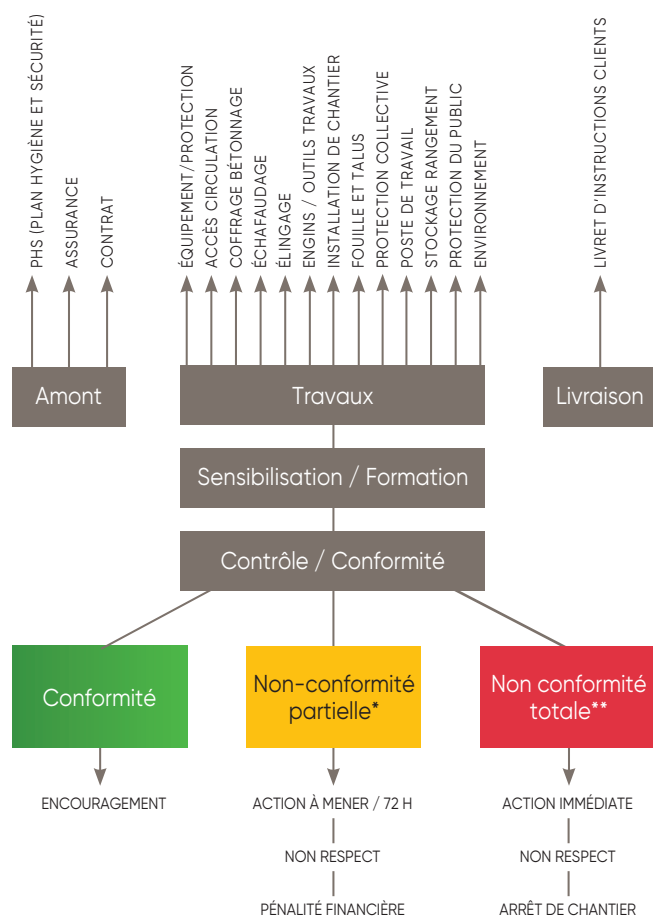 PHS (PLAN HYGIÈNE ET SÉCURITÉ)
ASSURANCE
CONTRAT
ÉQUIPEMENT/PROTECTION
ACCÈS CIRCULATION
COFFRAGE BÉTONNAGE
ÉCHAFAUDAGE
ÉLINGAGE
ENGINS / OUTILS TRAVAUX
INSTALLATION DE CHANTIER
FOUILLE ET TALUS
PROTECTION COLLECTIVE
POSTE DE TRAVAIL
STOCKAGE RANGEMENT
PROTECTION DU PUBLIC
ENVIRONNEMENT
LIVRET D'INSTRUCTIONS CLIENTS
Amont
Travaux
Livraison
Sensibilisation / Formation
Contrôle / Conformité
Conformité
Non-conformité
partielle*
Non conformité
totale**
ENCOURAGEMENT
ACTION À MENER / 72 H
ACTION IMMÉDIATE
NON RESPECT
NON RESPECT
PÉNALITÉ FINANCIÈRE
ARRÊT DE CHANTIER